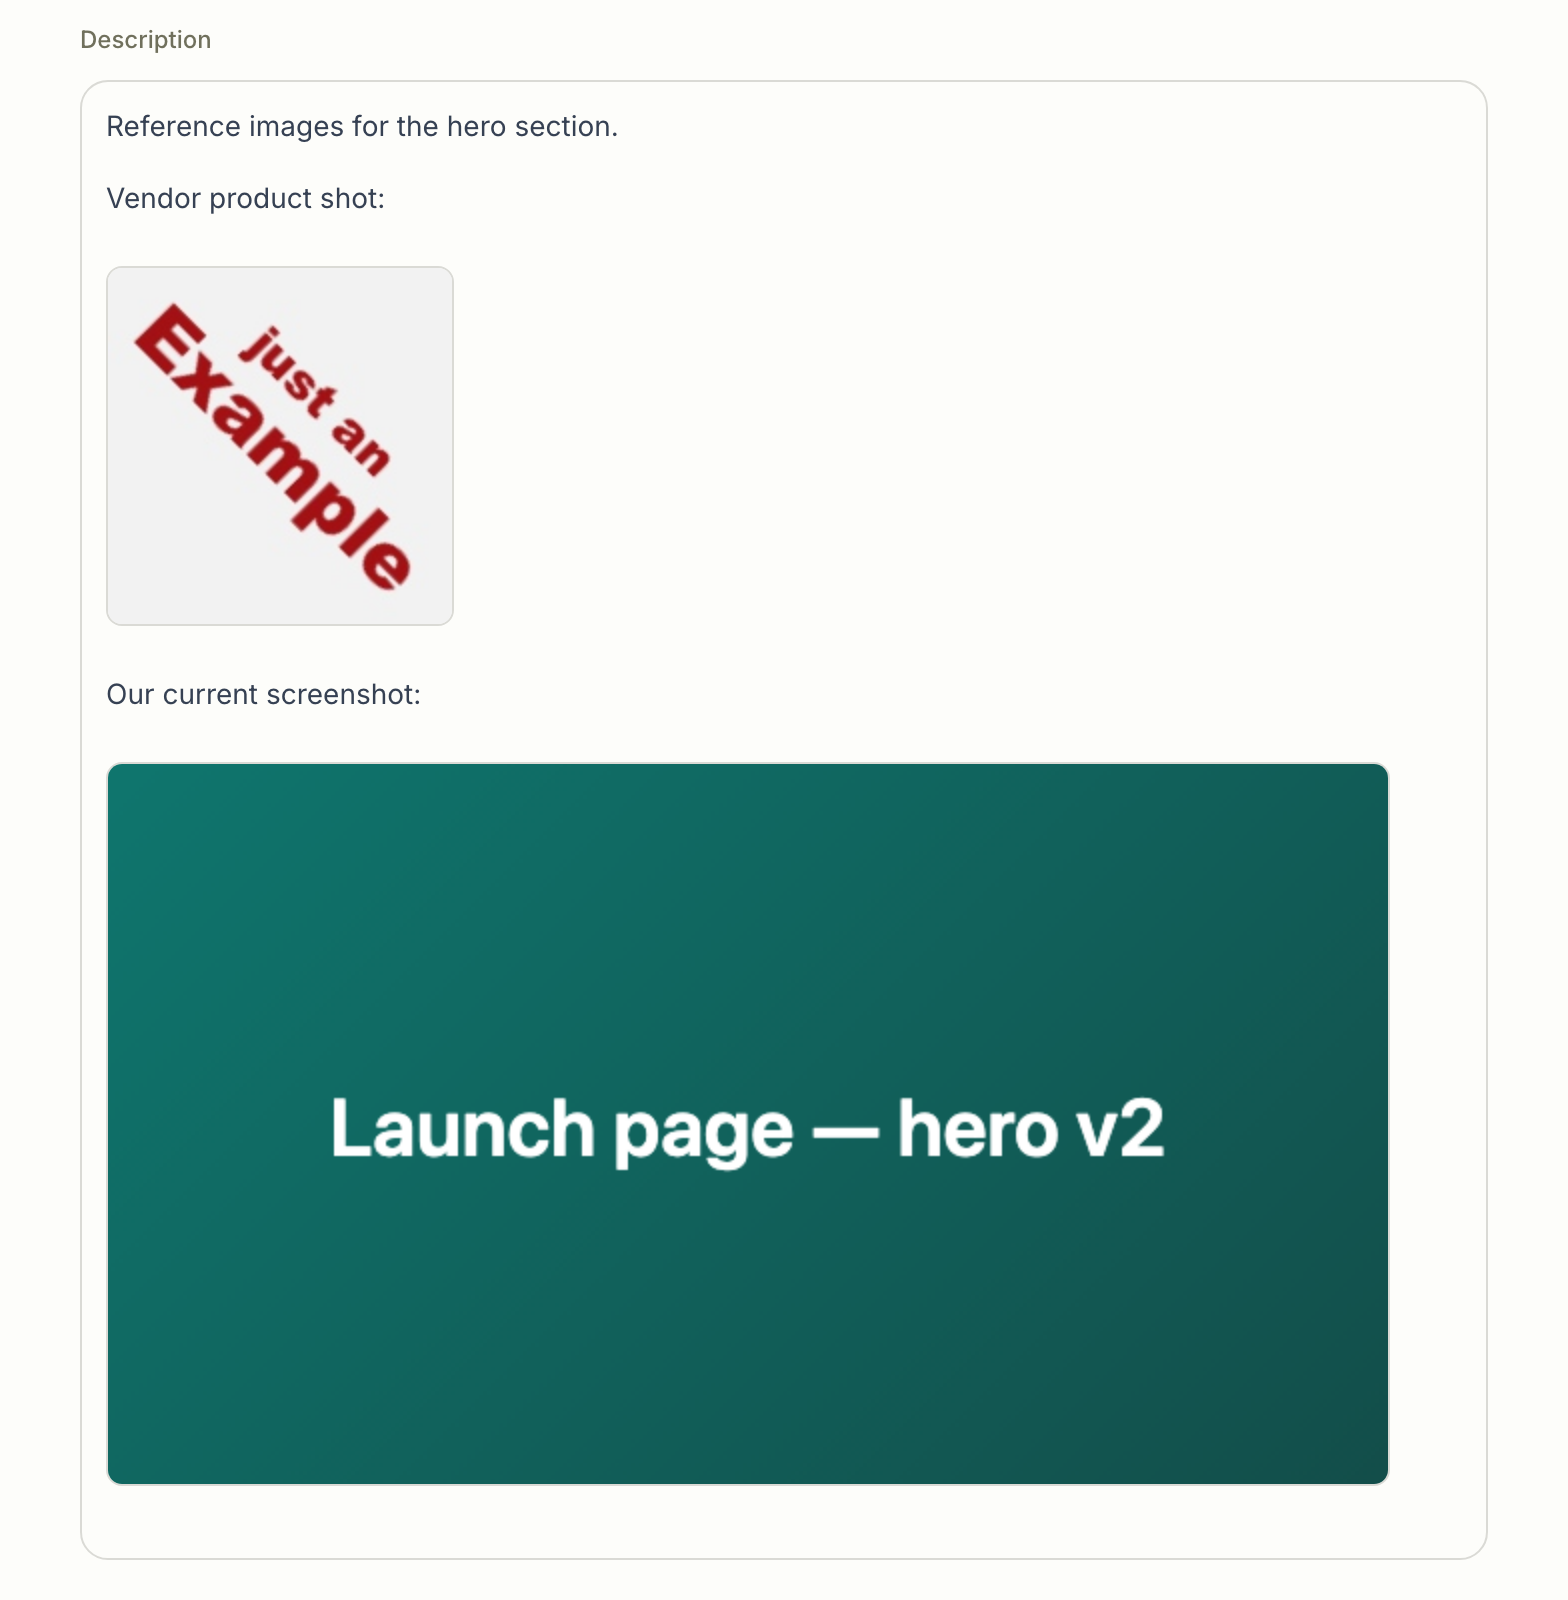 Description
Reference images for the hero section.
Vendor product shot:
just an
Example
Our current screenshot:
Launch page — hero v2